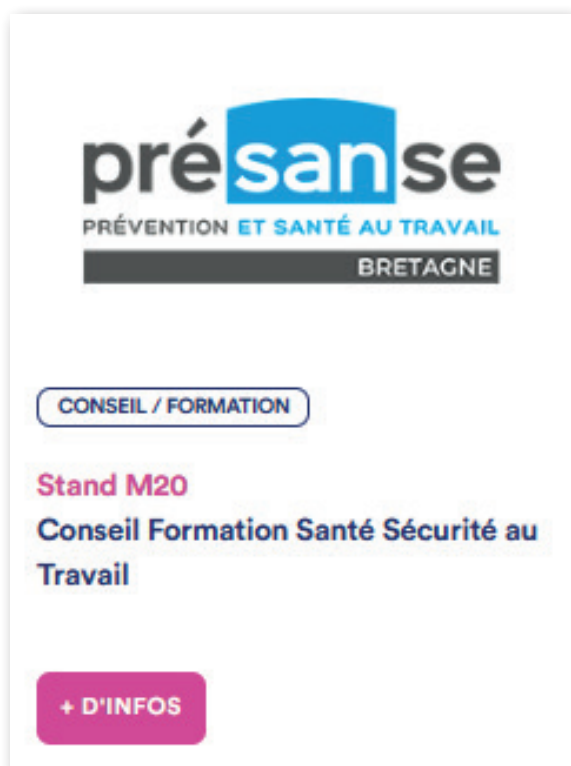 présanse
PRÉVENTION ET SANTÉ AU TRAVAIL
BRETAGNE
CONSEIL / FORMATION
Stand M20
Conseil Formation Santé Sécurité au
Travail
+ D'INFOS